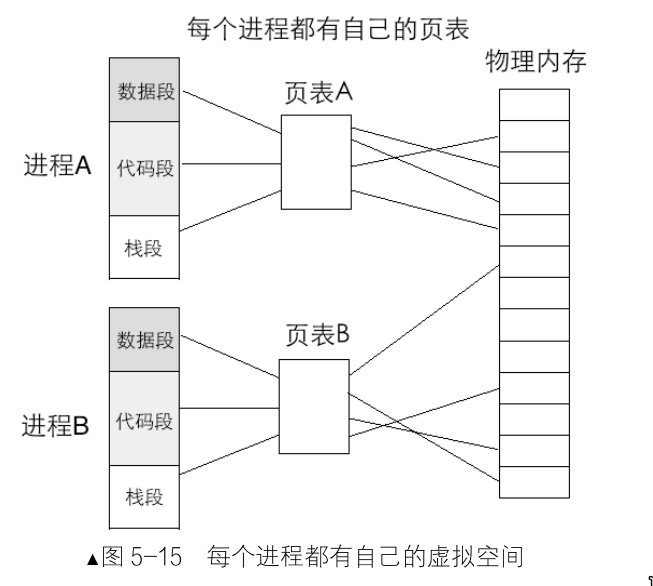 每个进程都有自己的页表
物理内存
页表A
进程A
数据段
代码段
栈段
页表B
进程B
数据段
代码段
栈段
▲图 5-15 每个进程都有自己的虚拟空间